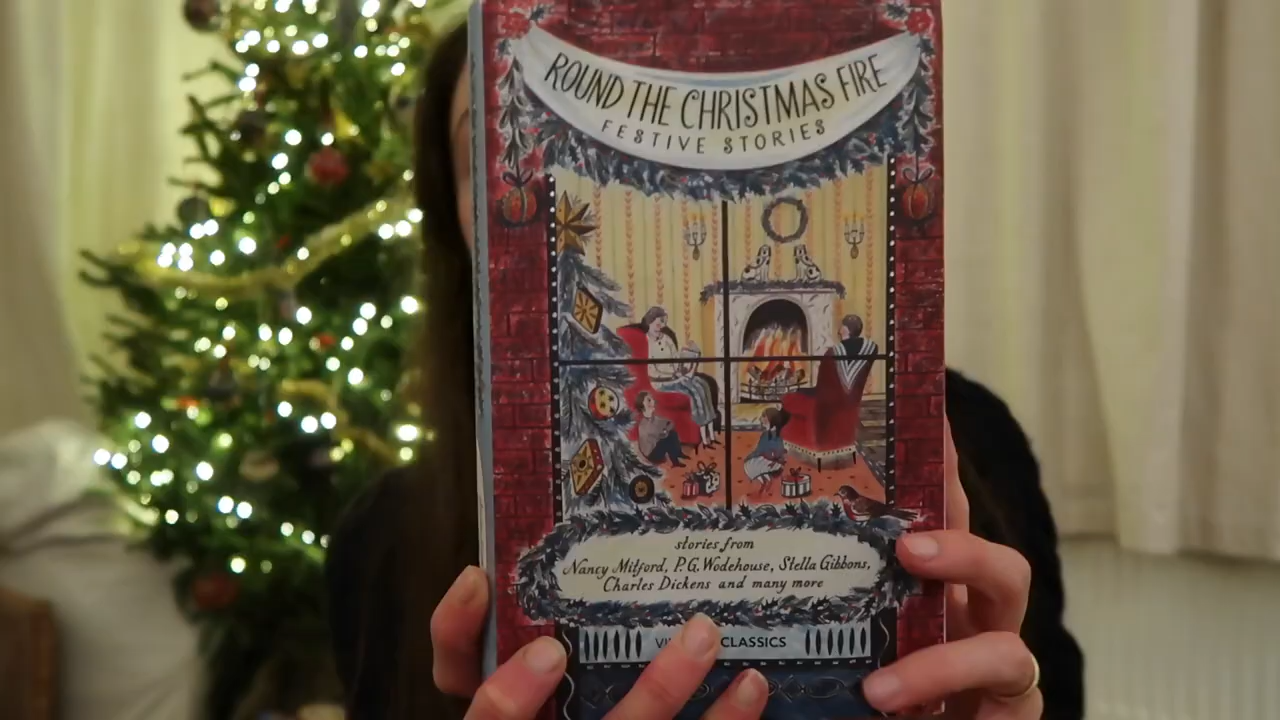 ROUND THE CHRISTMAS FIRE
FESTIVE STORIES
stories from
Nancy Mitford, P.G. Wodehouse, Stella Gibbons,
Charles Dickens and many more
CLASSICS